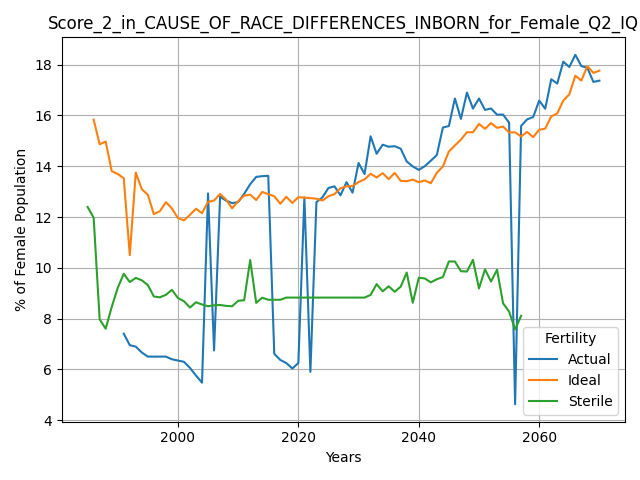 Score_2_in_CAUSE_OF_RACE_DIFFERENCES_INBORN_for_Female_Q2_IQ
% of Female Population
18
16
14
12
10
8
6
4
2000
2020
2040
2060
Years
Fertility
Actual
Ideal
Sterile